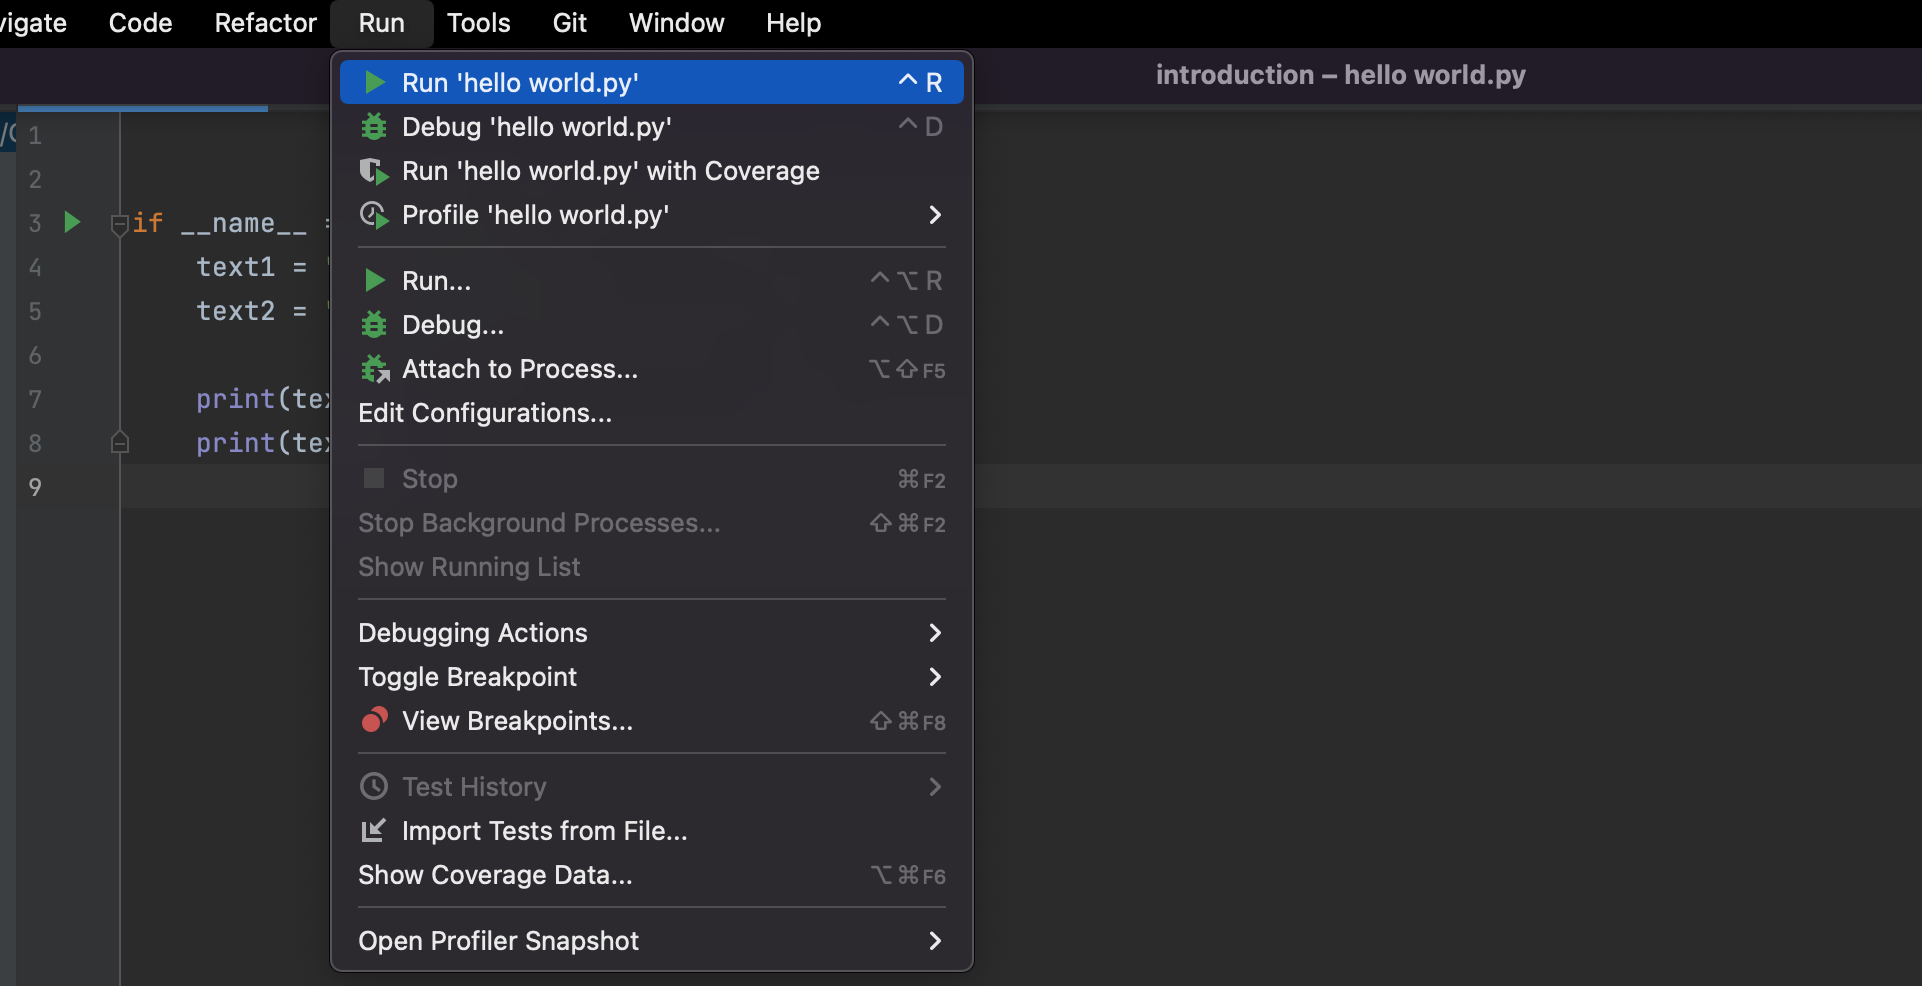 Code Refactor Run Tools Git Window Help
introduction – hello world.py
Run 'hello world.py' ^ R
Debug 'hello world.py' ^ D
Run 'hello world.py' with Coverage
Profile 'hello world.py'
Run... ^ ⌥ R
Debug... ^ ⌥ D
Attach to Process... ⌥ ⇧ F5
Edit Configurations...
Stop ⌘ F2
Stop Background Processes... ⇧ ⌘ F2
Show Running List
Debugging Actions
Toggle Breakpoint
View Breakpoints... ⇧ ⌘ F8
Test History
Import Tests from File...
Show Coverage Data... ⌥ ⌘ F6
Open Profiler Snapshot
1
2
3 if __name__
4 text1 =
5 text2 =
6
7 print(
8 print(
9